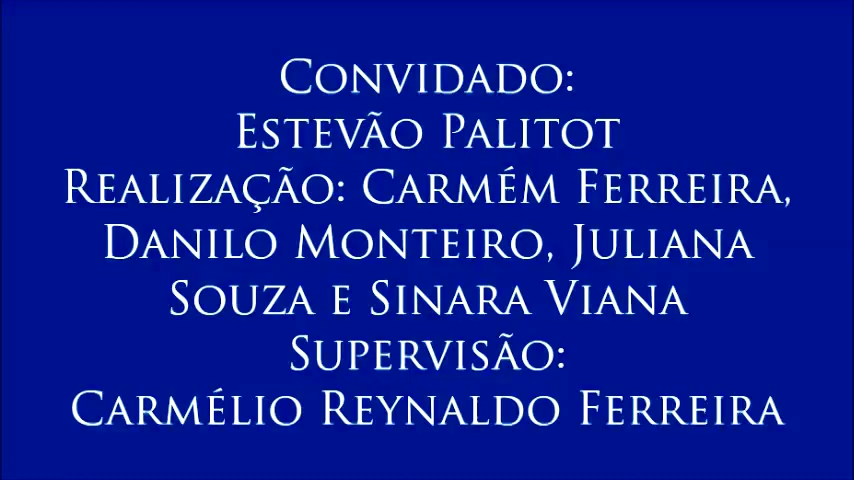 Convidado:
Estevão Palitot
Realização: Carmém Ferreira,
Danilo Monteiro, Juliana
Souza e Sinara Viana
Supervisão:
Carmélio Reynaldo Ferreira